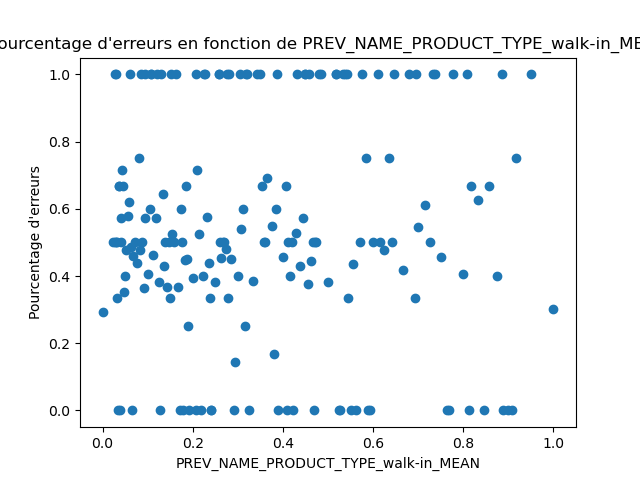 ourcentage d'erreurs en fonction de PREV_NAME_PRODUCT_TYPE_walk-in_ME
1.0
0.8
0.6
0.4
0.2
0.0
Pourcentage d'erreurs
0.0 0.2 0.4 0.6 0.8 1.0
PREV_NAME_PRODUCT_TYPE_walk-in_MEAN